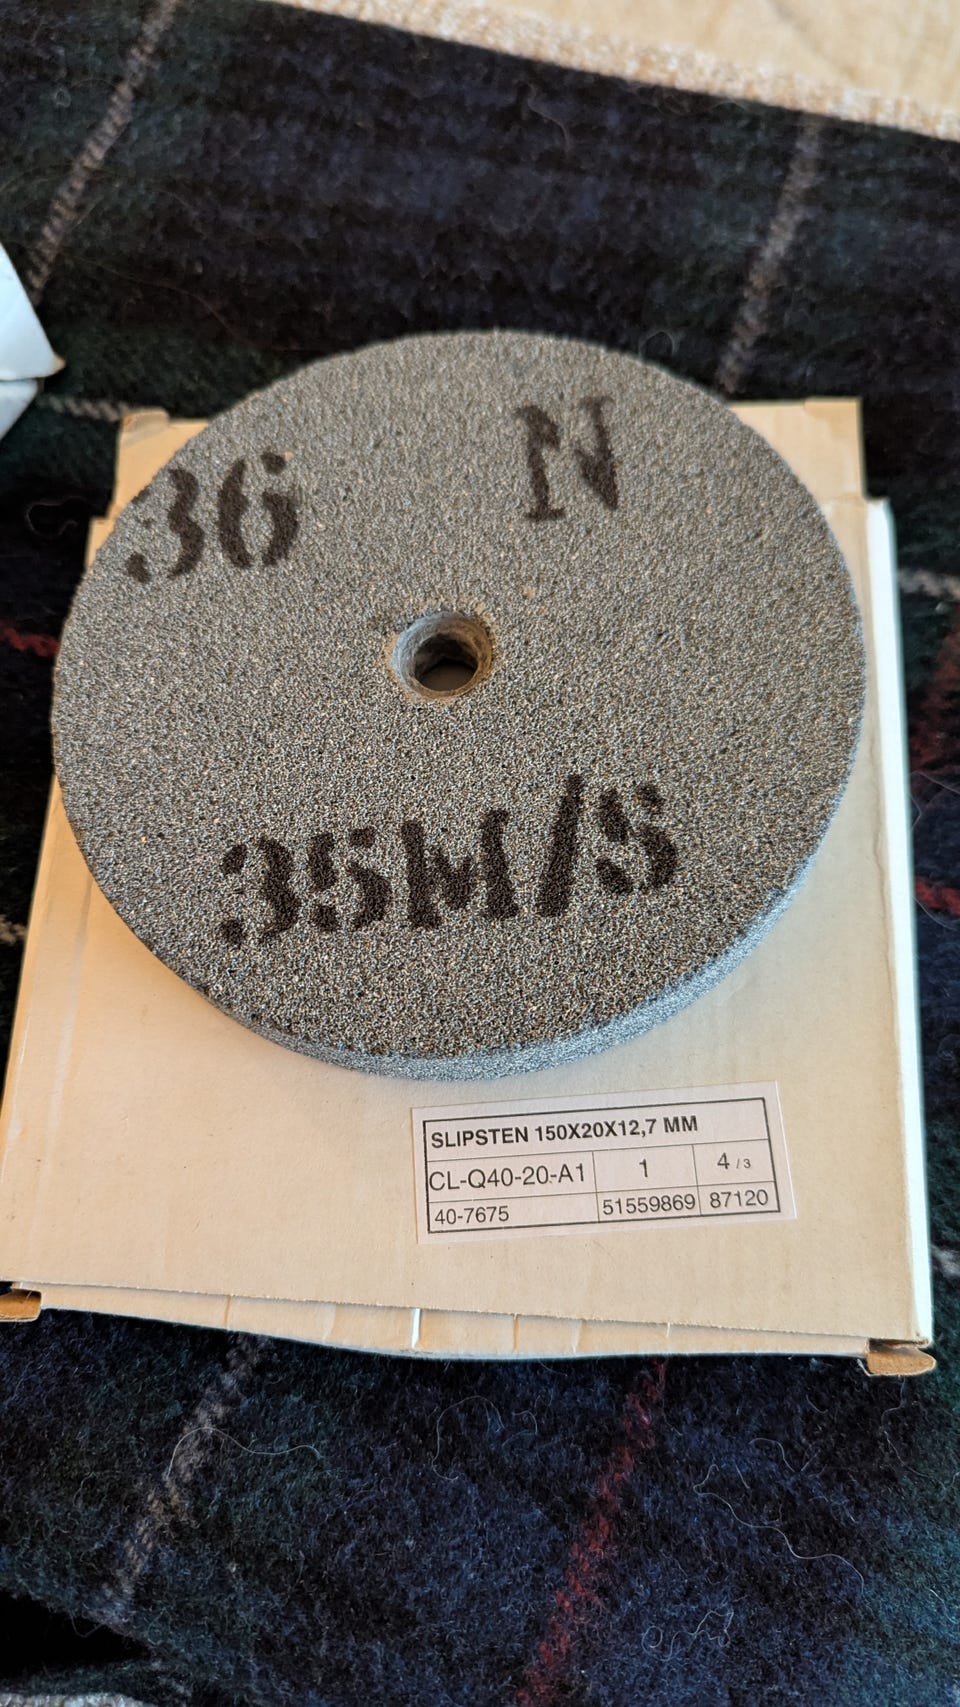 36 N
35M/S
SLIPSTEN 150X20X12,7 MM
CL-Q40-20-A1 1 4 /3
40-7675 51559869 87120